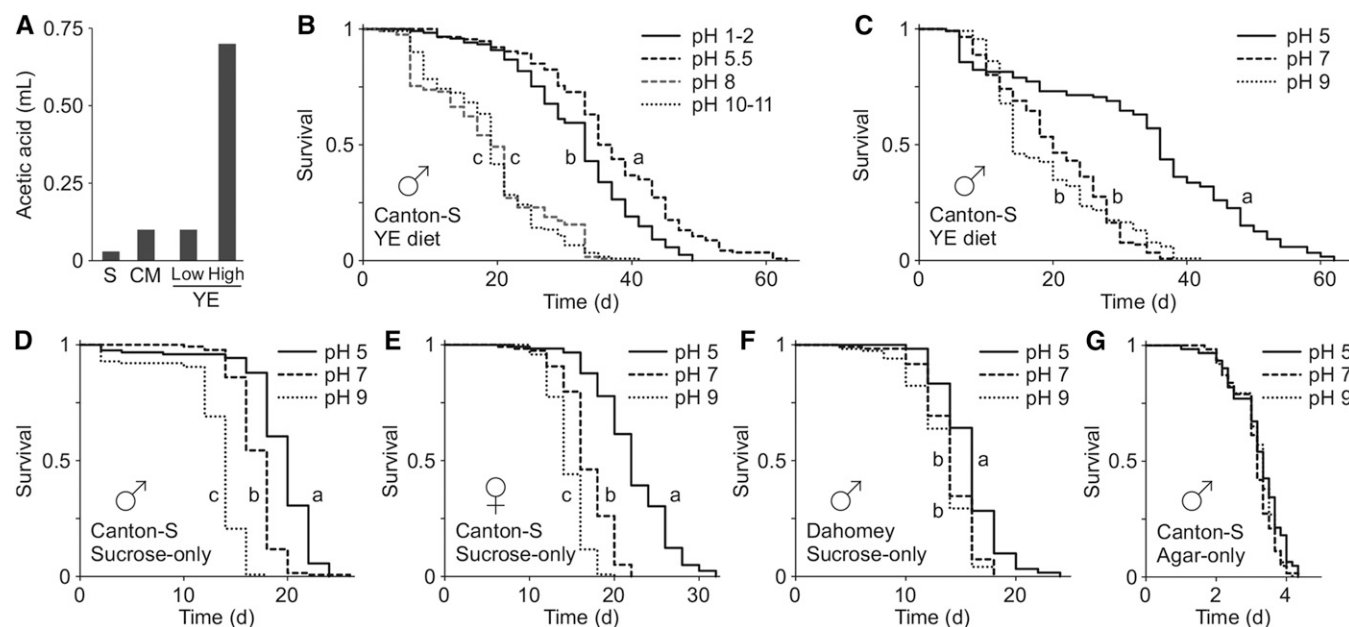 A
Acetic acid (mL)
0.75
0.50
0.25
0
S
CM
Low
High
YE
B
Survival
1
0.5
0
0
20
40
60
Time (d)
pH 1-2
pH 5.5
pH 8
pH 10-11
c
c
b
a
♂
Canton-S
YE diet
C
Survival
1
0.5
0
0
20
40
60
Time (d)
pH 5
pH 7
pH 9
b
b
a
♂
Canton-S
YE diet
D
Survival
1
0.5
0
0
10
20
Time (d)
pH 5
pH 7
pH 9
c
b
a
♂
Canton-S
Sucrose-only
E
Survival
1
0.5
0
0
10
20
30
Time (d)
pH 5
pH 7
pH 9
c
b
a
♀
Canton-S
Sucrose-only
F
Survival
1
0.5
0
0
10
20
Time (d)
pH 5
pH 7
pH 9
b
a
b
♂
Dahomey
Sucrose-only
G
Survival
1
0.5
0
0
2
4
Time (d)
pH 5
pH 7
pH 9
♂
Canton-S
Agar-only